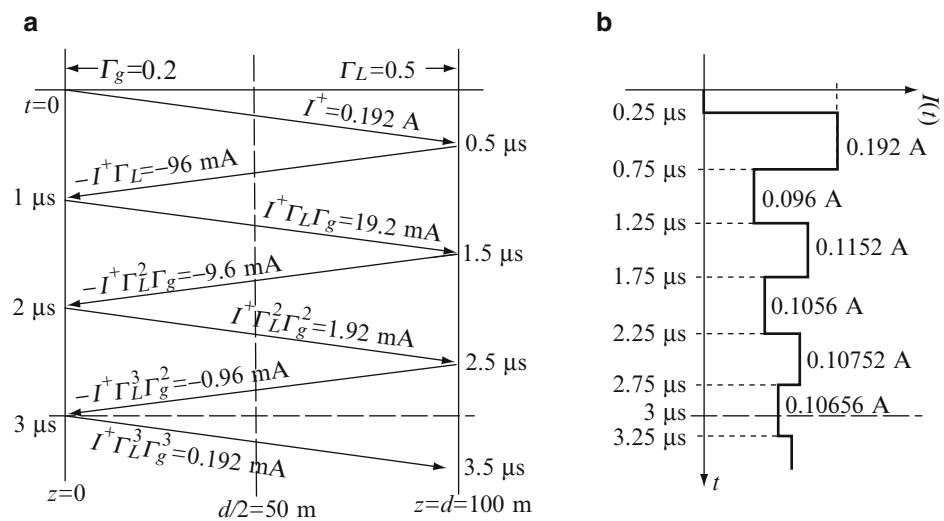 a
Γg=0.2
ΓL=0.5
t=0
I⁺=0.192 A
0.5 μs
−I⁺ΓL=−96 mA
1 μs
I⁺ΓLΓg=19.2 mA
1.5 μs
−I⁺ΓL²Γg=−9.6 mA
2 μs
I⁺ΓL²Γg²=1.92 mA
2.5 μs
−I⁺ΓL³Γg²=−0.96 mA
3 μs
I⁺ΓL³Γg³=0.192 mA
3.5 μs
z=0
d/2=50 m
z=d=100 m
b
I(t)
0.25 μs
0.192 A
0.75 μs
0.096 A
1.25 μs
0.1152 A
1.75 μs
0.1056 A
2.25 μs
0.10752 A
2.75 μs
0.10656 A
3 μs
3.25 μs
t